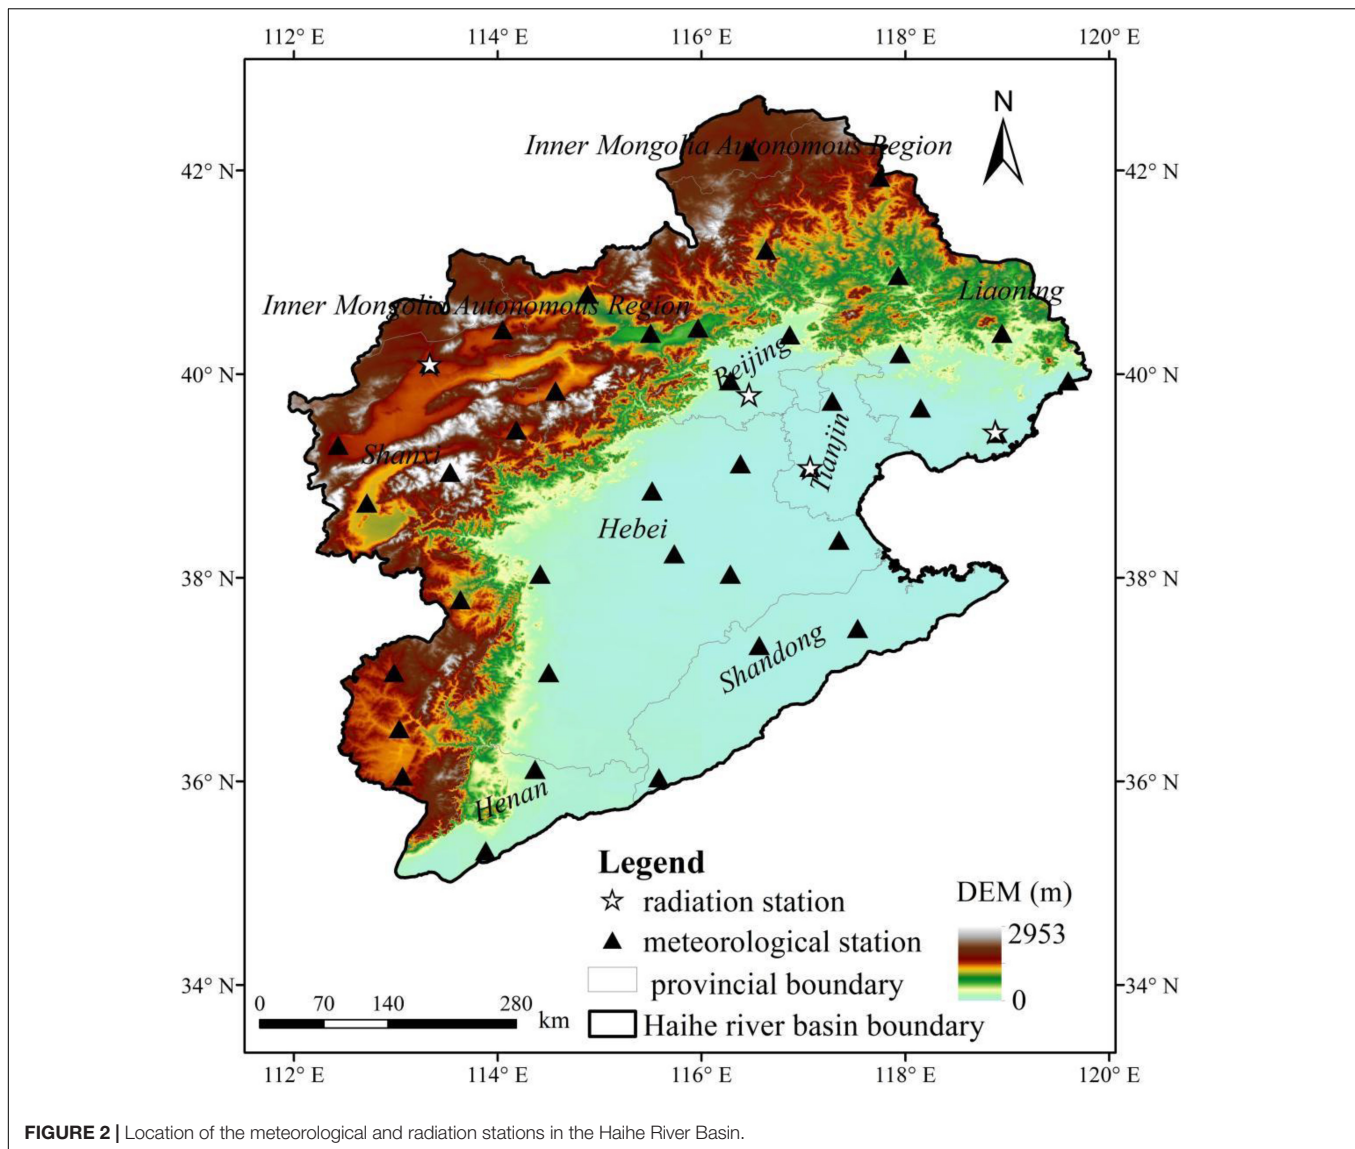 112° E 114° E 116° E 118° E 120° E
N
Inner Mongolia Autonomous Region
42° N 42° N
Liaoning
Inner Mongolia Autonomous Region
Beijing
40° N 40° N
Tianjin
Shanxi
Hebei
38° N 38° N
Shandong
36° N 36° N
Henan
Legend
radiation station
meteorological station
provincial boundary
Haihe river basin boundary
DEM (m)
2953
0
34° N 34° N
0 70 140 280
km
112° E 114° E 116° E 118° E 120° E
FIGURE 2 | Location of the meteorological and radiation stations in the Haihe River Basin.